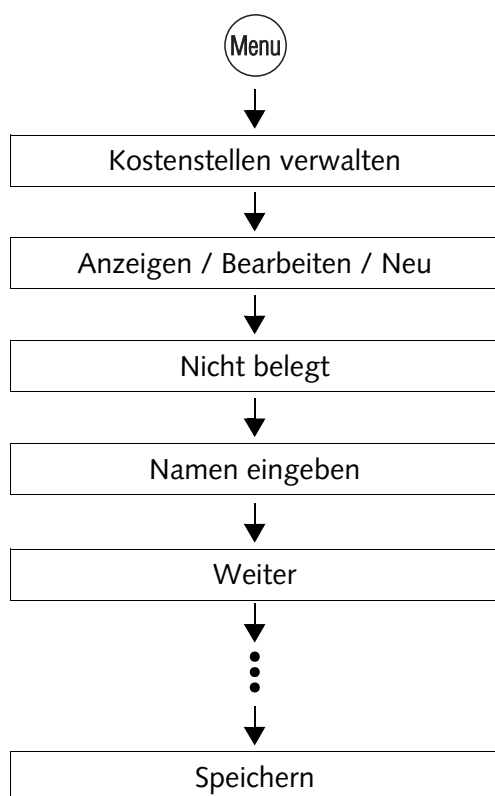 Menu
Kostenstellen verwalten
Anzeigen / Bearbeiten / Neu
Nicht belegt
Namen eingeben
Weiter
Speichern